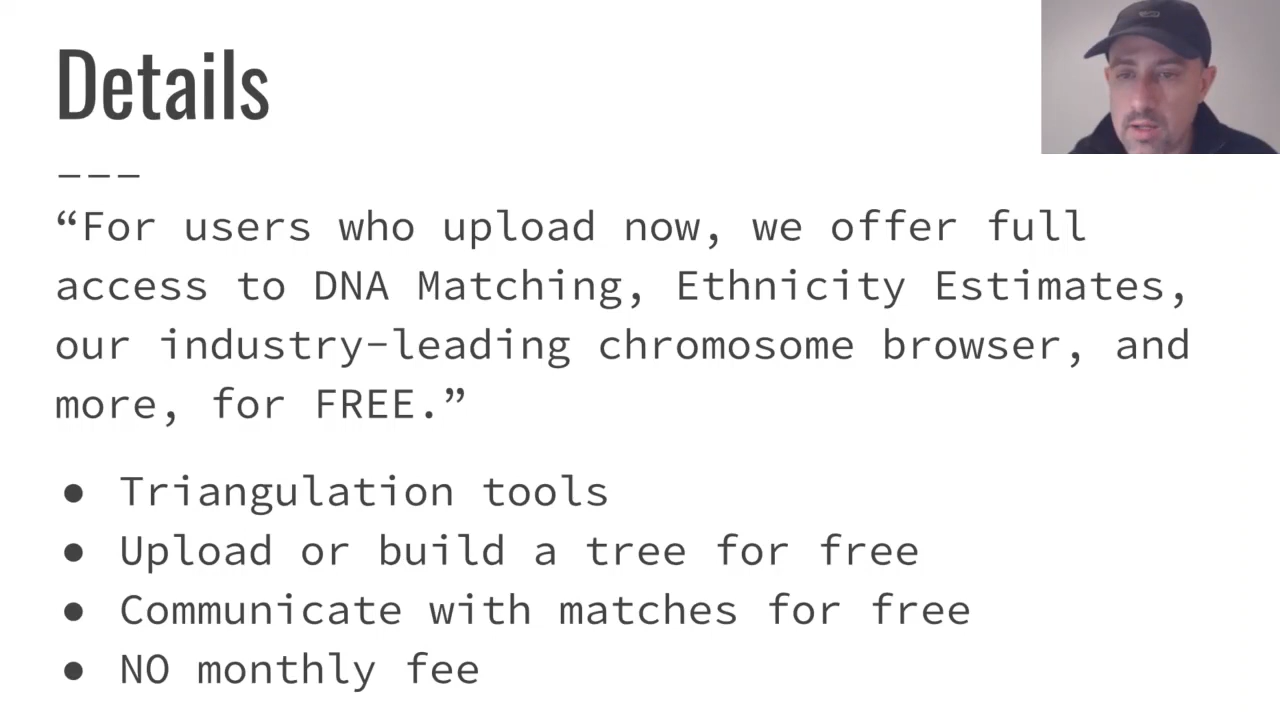 Details
---
“For users who upload now, we offer full
access to DNA Matching, Ethnicity Estimates,
our industry-leading chromosome browser, and
more, for FREE.”
● Triangulation tools
● Upload or build a tree for free
● Communicate with matches for free
● NO monthly fee